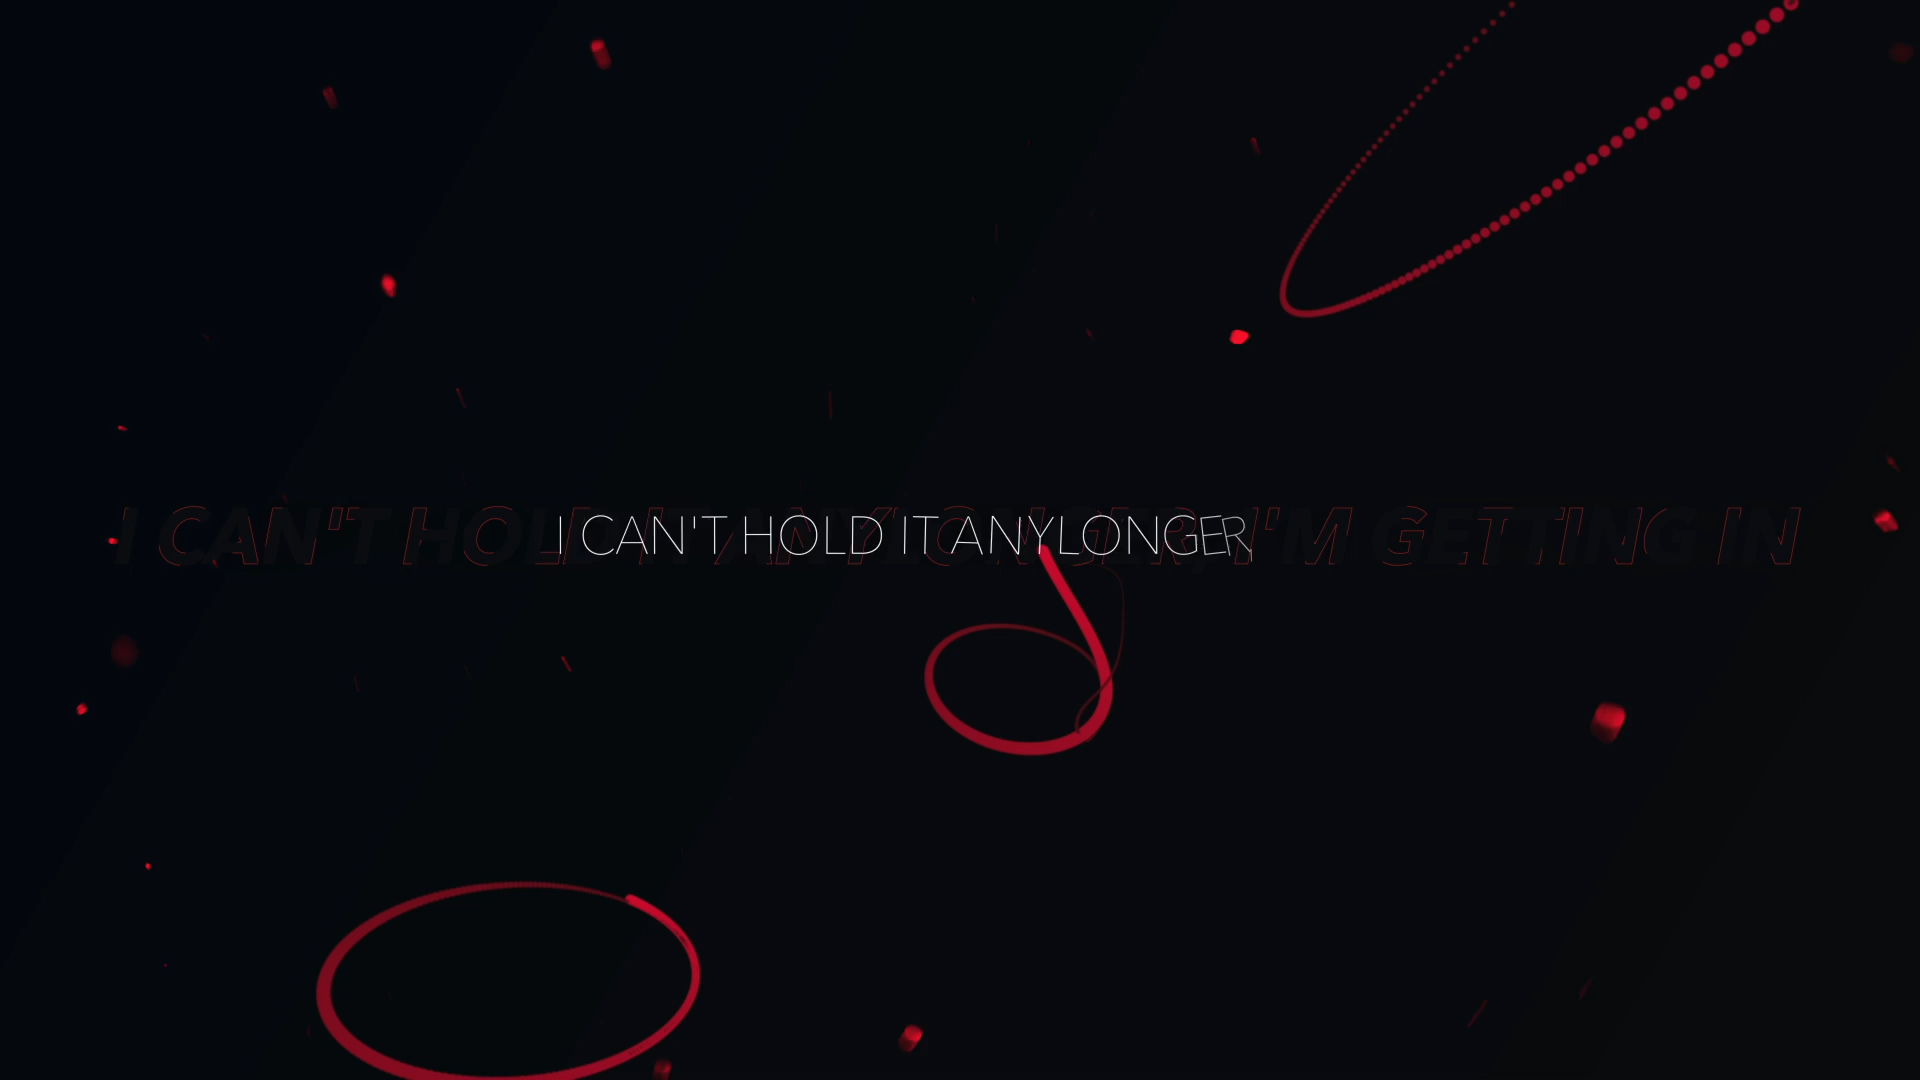 I CAN'T HOLD IT ANYLONGER,
I CAN'T HOLD IT ANYLONGER, I'M GETTING IN